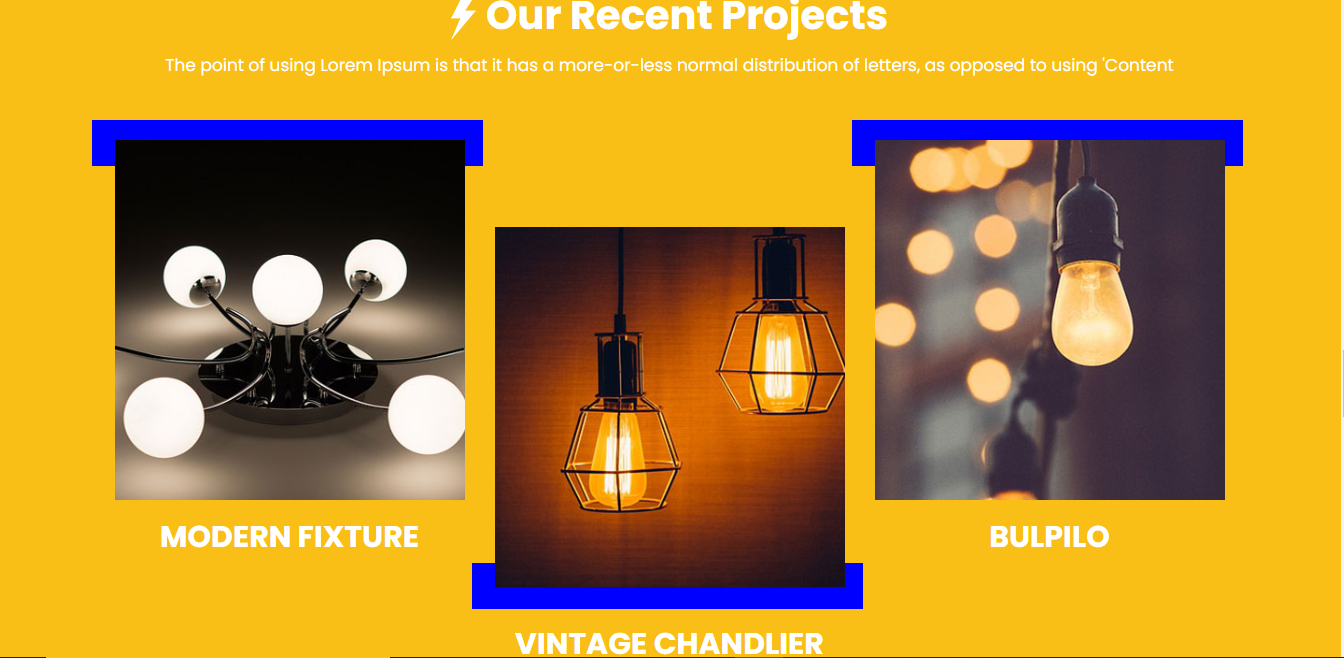 Our Recent Projects
The point of using Lorem Ipsum is that it has a more-or-less normal distribution of letters, as opposed to using 'Content
MODERN FIXTURE
BULPILO
VINTAGE CHANDLIER